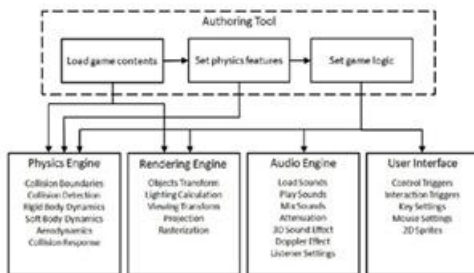 Authoring Tool
Load game contents
Set physics features
Set game logic
Physics Engine
Collision Boundaries
Collision Detection
Rigid Body Dynamics
Soft Body Dynamics
Aerodynamics
Collision Response
Rendering Engine
Objects Transform
Lighting Calculation
Viewing Transform
Projection
Rasterization
Audio Engine
Load Sounds
Play Sounds
Mix Sounds
Attenuation
3D Sound Effect
Doppler Effect
Listener Settings
User Interface
Control Triggers
Interaction Triggers
Key Settings
Mouse Settings
2D Sprites